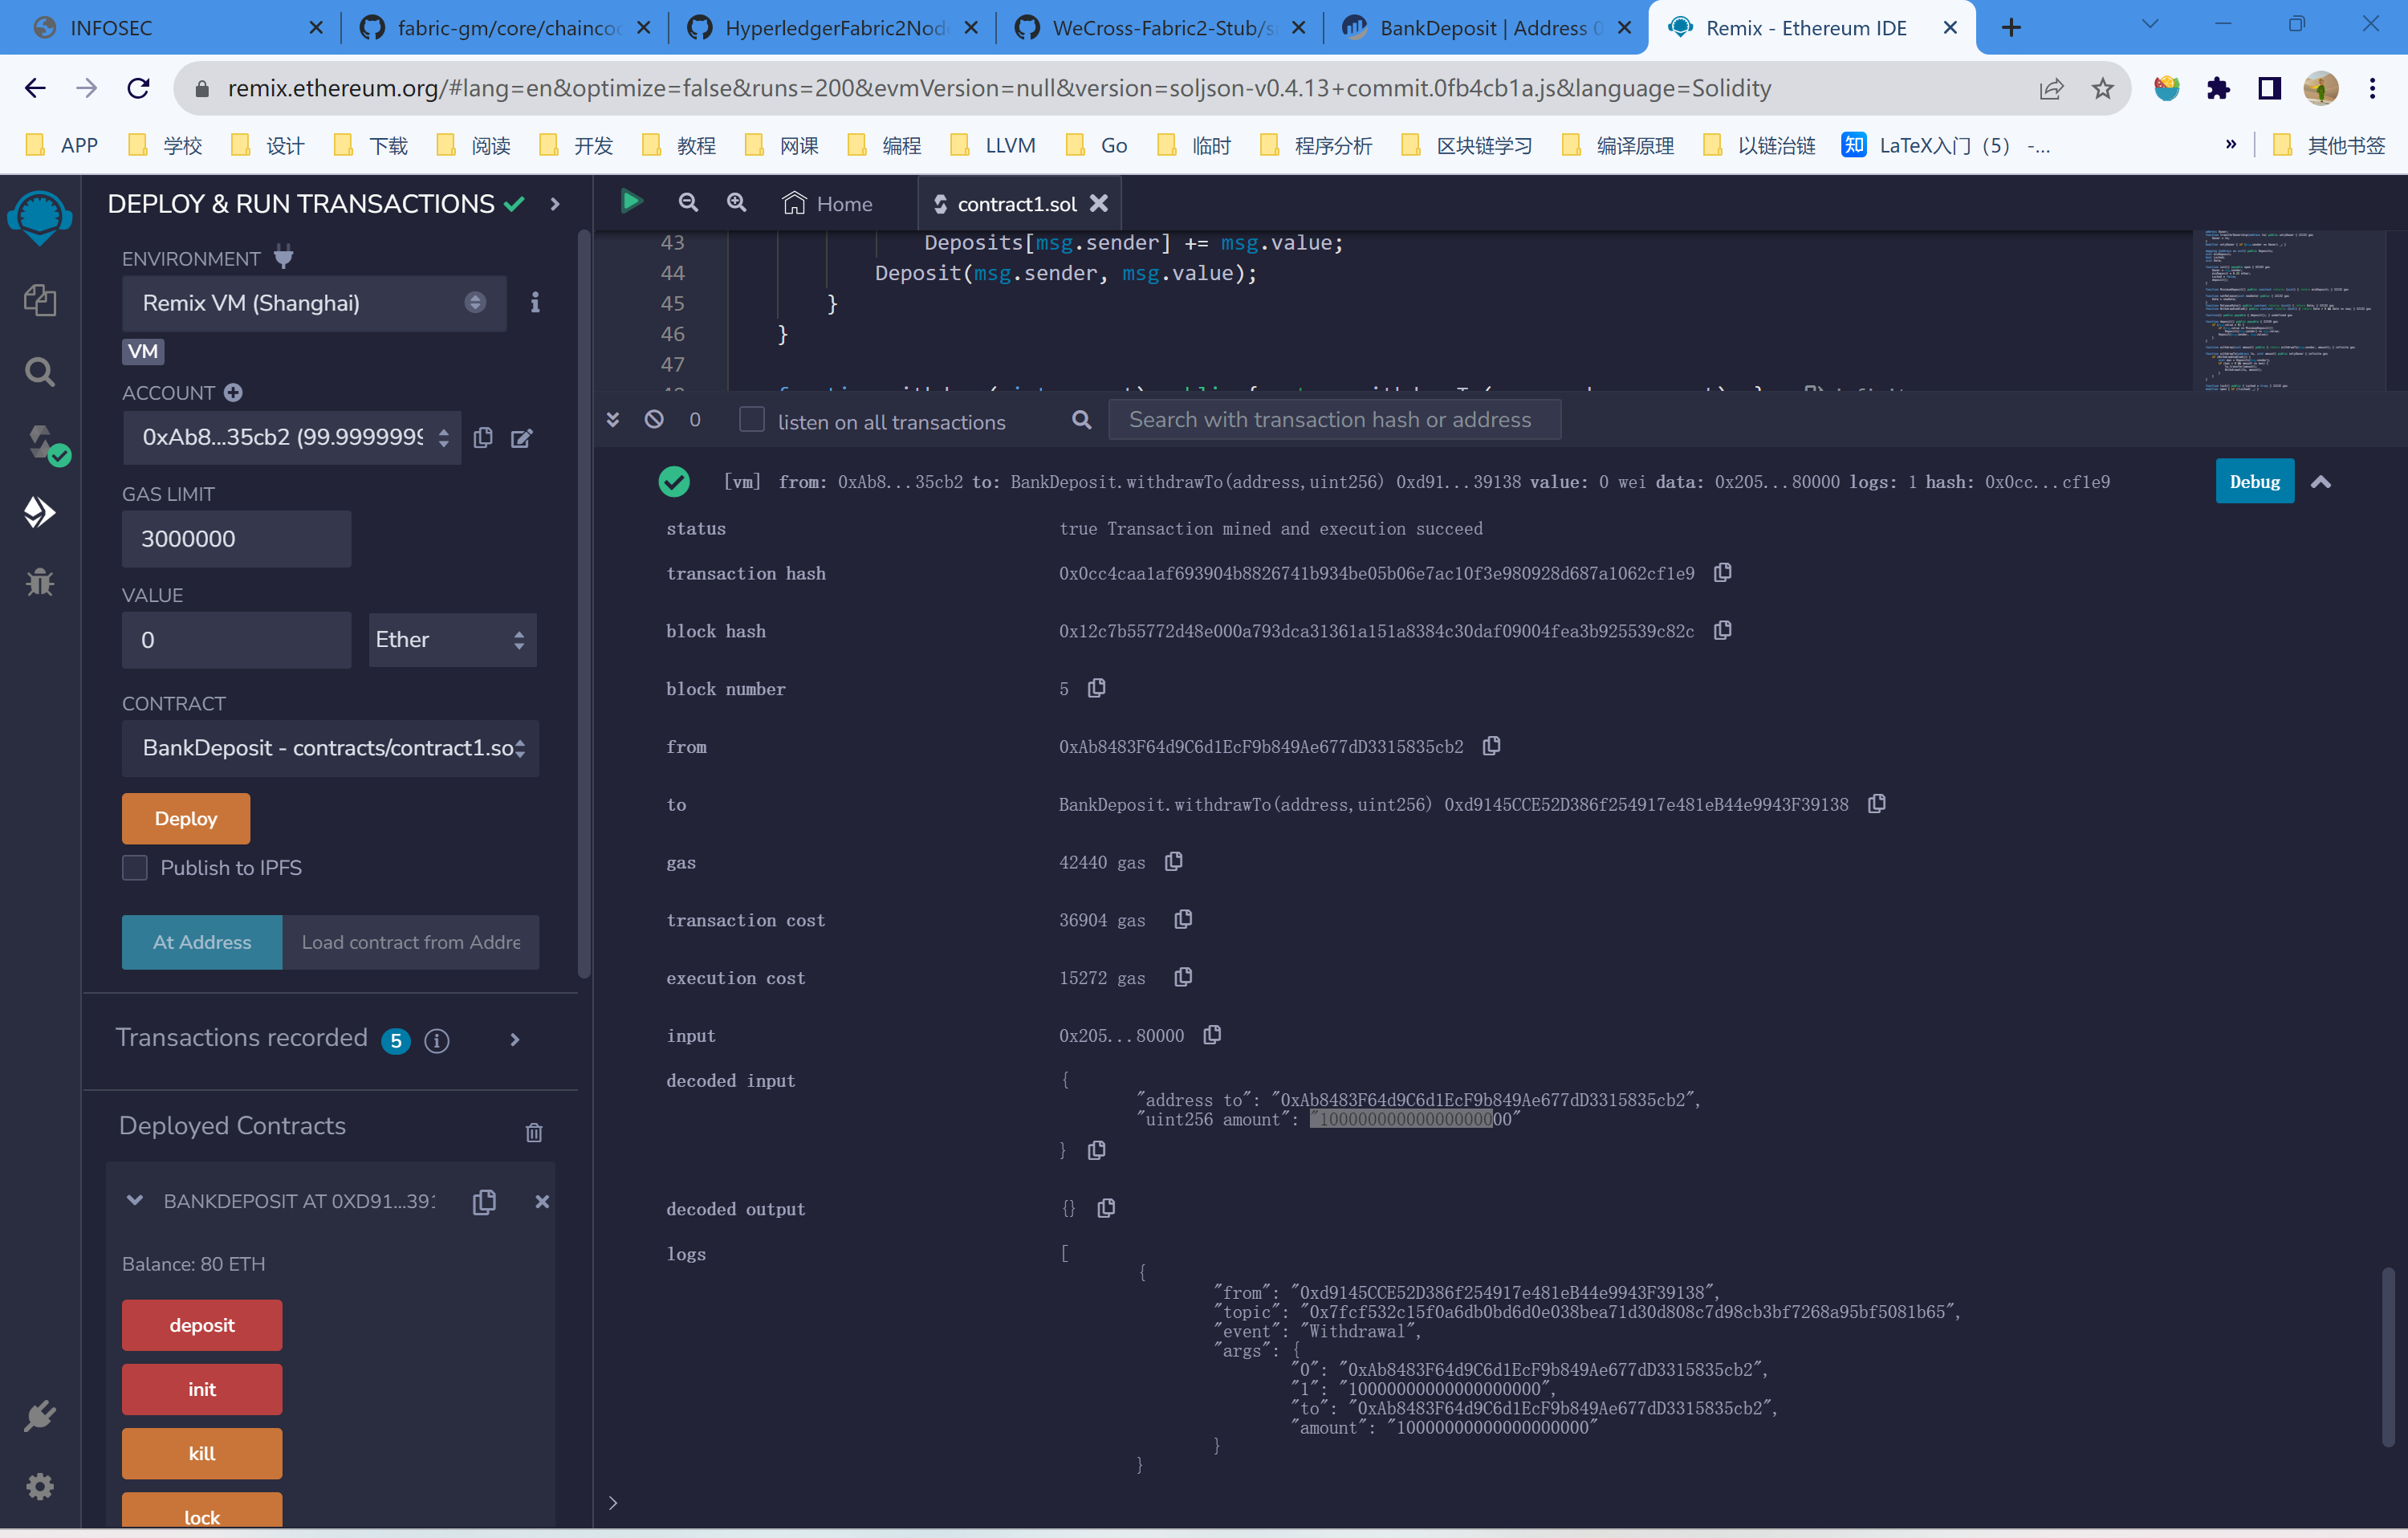 INFOSEC
fabric-gm/core/chaincod
HyperledgerFabric2Nod
WeCross-Fabric2-Stub/s
BankDeposit | Address 0
Remix - Ethereum IDE
remix.ethereum.org/#lang=en&optimize=false&runs=200&evmVersion=null&version=soljson-v0.4.13+commit.0fb4cb1a.js&language=Solidity
APP 学校 设计 下载 阅读 开发 教程 网课 编程 LLVM Go 临时 程序分析 区块链学习 编译原理 以链治链 知 LaTeX入门（5） -... » 其他书签
DEPLOY & RUN TRANSACTIONS
ENVIRONMENT
Remix VM (Shanghai)
VM
ACCOUNT
0xAb8...35cb2 (99.9999999
GAS LIMIT
3000000
VALUE
0 Ether
CONTRACT
BankDeposit - contracts/contract1.so
Deploy
Publish to IPFS
At Address Load contract from Addre
Transactions recorded 5
Deployed Contracts
BANKDEPOSIT AT 0XD91...391
Balance: 80 ETH
deposit
init
kill
lock
Home contract1.sol
43 Deposits[msg.sender] += msg.value;
44 Deposit(msg.sender, msg.value);
45 }
46 }
47
0 listen on all transactions Search with transaction hash or address
[vm] from: 0xAb8...35cb2 to: BankDeposit.withdrawTo(address,uint256) 0xd91...39138 value: 0 wei data: 0x205...80000 logs: 1 hash: 0x0cc...cf1e9 Debug
status true Transaction mined and execution succeed
transaction hash 0x0cc4caa1af693904b8826741b934be05b06e7ac10f3e980928d687a1062cf1e9
block hash 0x12c7b55772d48e000a793dca31361a151a8384c30daf09004fea3b925539c82c
block number 5
from 0xAb8483F64d9C6d1EcF9b849Ae677dD3315835cb2
to BankDeposit.withdrawTo(address,uint256) 0xd9145CCE52D386f254917e481eB44e9943F39138
gas 42440 gas
transaction cost 36904 gas
execution cost 15272 gas
input 0x205...80000
decoded input {
"address to": "0xAb8483F64d9C6d1EcF9b849Ae677dD3315835cb2",
"uint256 amount": "10000000000000000000"
}
decoded output {}
logs [
{
"from": "0xd9145CCE52D386f254917e481eB44e9943F39138",
"topic": "0x7fcf532c15f0a6db0bd6d0e038bea71d30d808c7d98cb3bf7268a95bf5081b65",
"event": "Withdrawal",
"args": {
"0": "0xAb8483F64d9C6d1EcF9b849Ae677dD3315835cb2",
"1": "10000000000000000000",
"to": "0xAb8483F64d9C6d1EcF9b849Ae677dD3315835cb2",
"amount": "10000000000000000000"
}
}
>